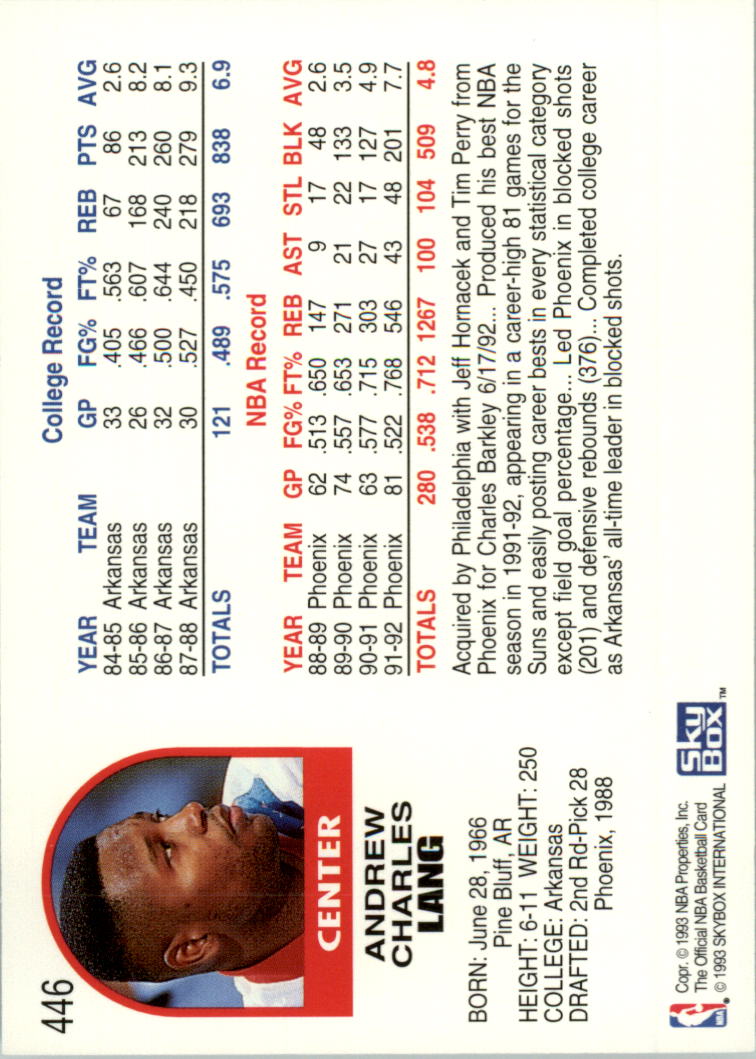 446
CENTER
ANDREW
CHARLES
LANG
BORN: June 28, 1966
Pine Bluff, AR
HEIGHT: 6-11 WEIGHT: 250
COLLEGE: Arkansas
DRAFTED: 2nd Rd-Pick 28
Phoenix, 1988
College Record
YEAR TEAM GP FG% FT% REB PTS AVG
84-85 Arkansas 33 .405 .563 67 86 2.6
85-86 Arkansas 26 .466 .607 168 213 8.2
86-87 Arkansas 32 .500 .644 240 260 8.1
87-88 Arkansas 30 .527 .450 218 279 9.3
TOTALS 121 .489 .575 693 838 6.9
NBA Record
YEAR TEAM GP FG% FT% REB AST STL BLK AVG
88-89 Phoenix 62 .513 .650 147 9 17 48 2.6
89-90 Phoenix 74 .557 .653 271 21 22 133 3.5
90-91 Phoenix 63 .577 .715 303 27 17 127 4.9
91-92 Phoenix 81 .522 .768 546 43 48 201 7.7
TOTALS 280 .538 .712 1267 100 104 509 4.8
Acquired by Philadelphia with Jeff Hornacek and Tim Perry from
Phoenix for Charles Barkley 6/17/92... Produced his best NBA
season in 1991-92, appearing in a career-high 81 games for the
Suns and easily posting career bests in every statistical category
except field goal percentage... Led Phoenix in blocked shots
(201) and defensive rebounds (376)... Completed college career
as Arkansas' all-time leader in blocked shots.
NBA
Copr. © 1993 NBA Properties, Inc.
The Official NBA Basketball Card
© 1993 SKYBOX INTERNATIONAL
Sky
Box
TM